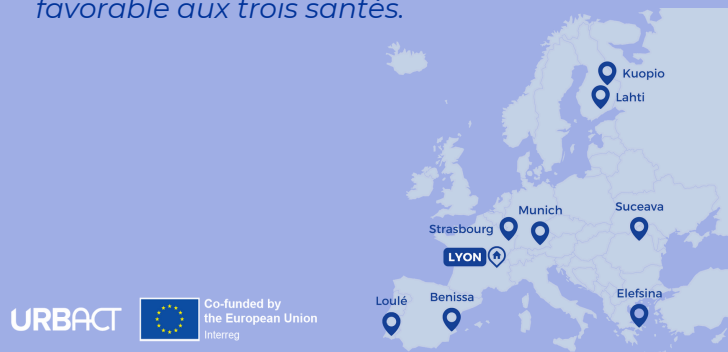 favorable aux trois santés.
Kuopio
Lahti
Suceava
Munich
Strasbourg
LYON
Elefsina
Benissa
Loulé
URBACT
Co-funded by
the European Union
Interreg